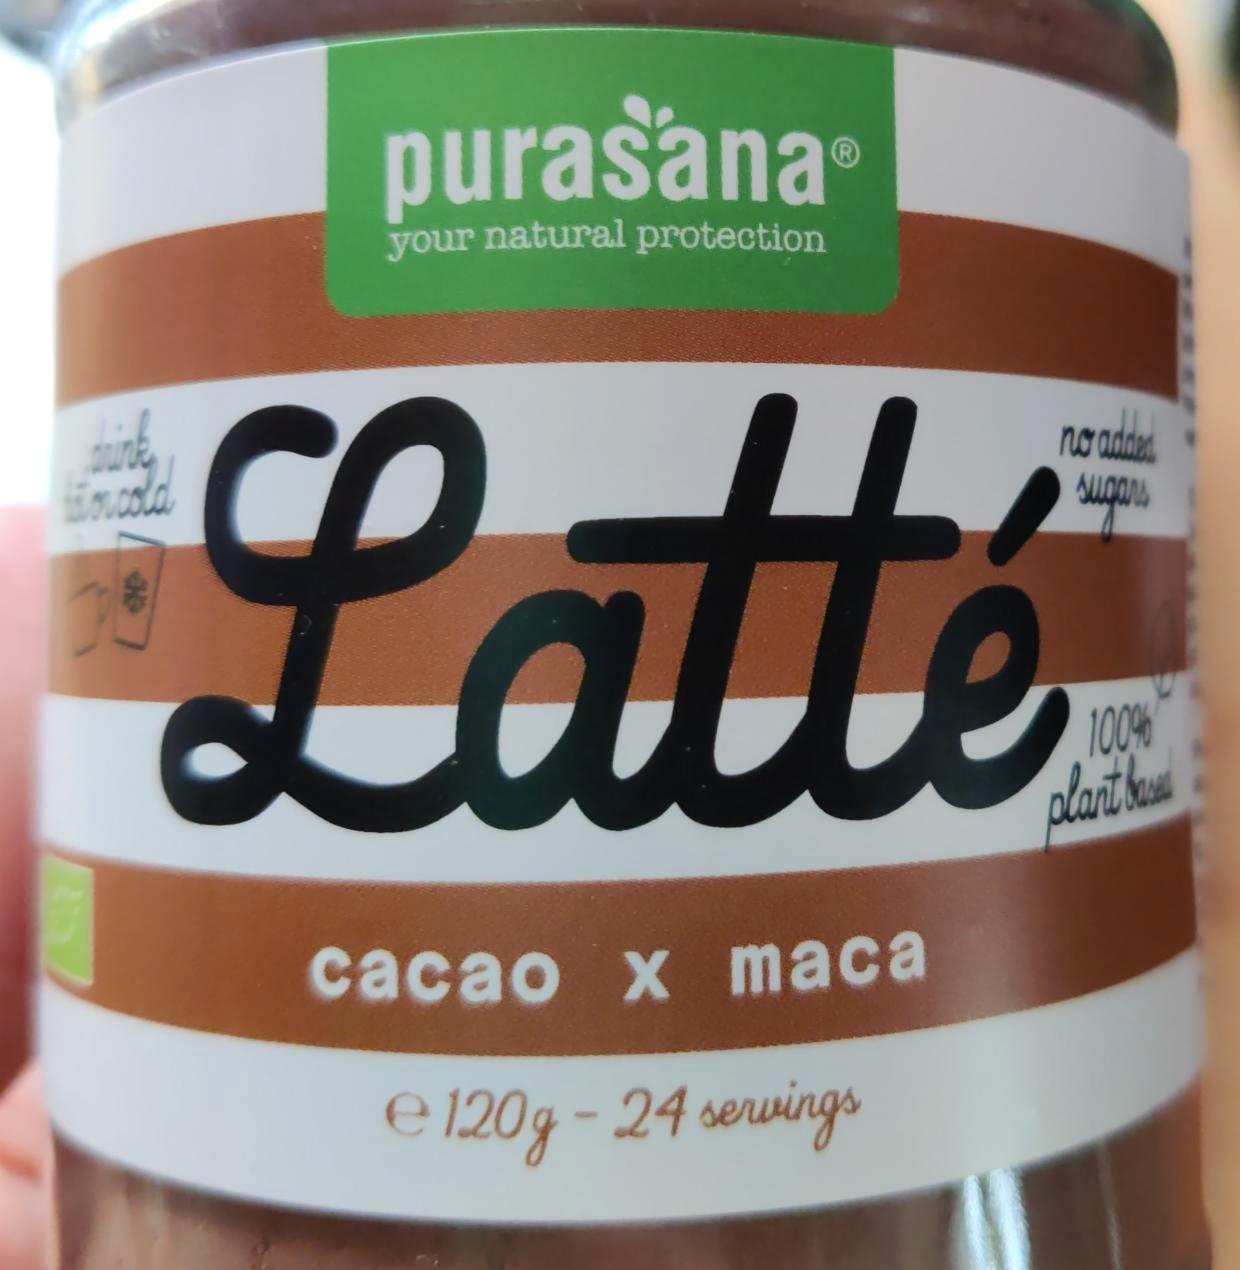 purasana®
your natural protection
drink
hot or cold
Latté
no added
sugars
100%
plant based
cacao x maca
℮ 120g - 24 servings